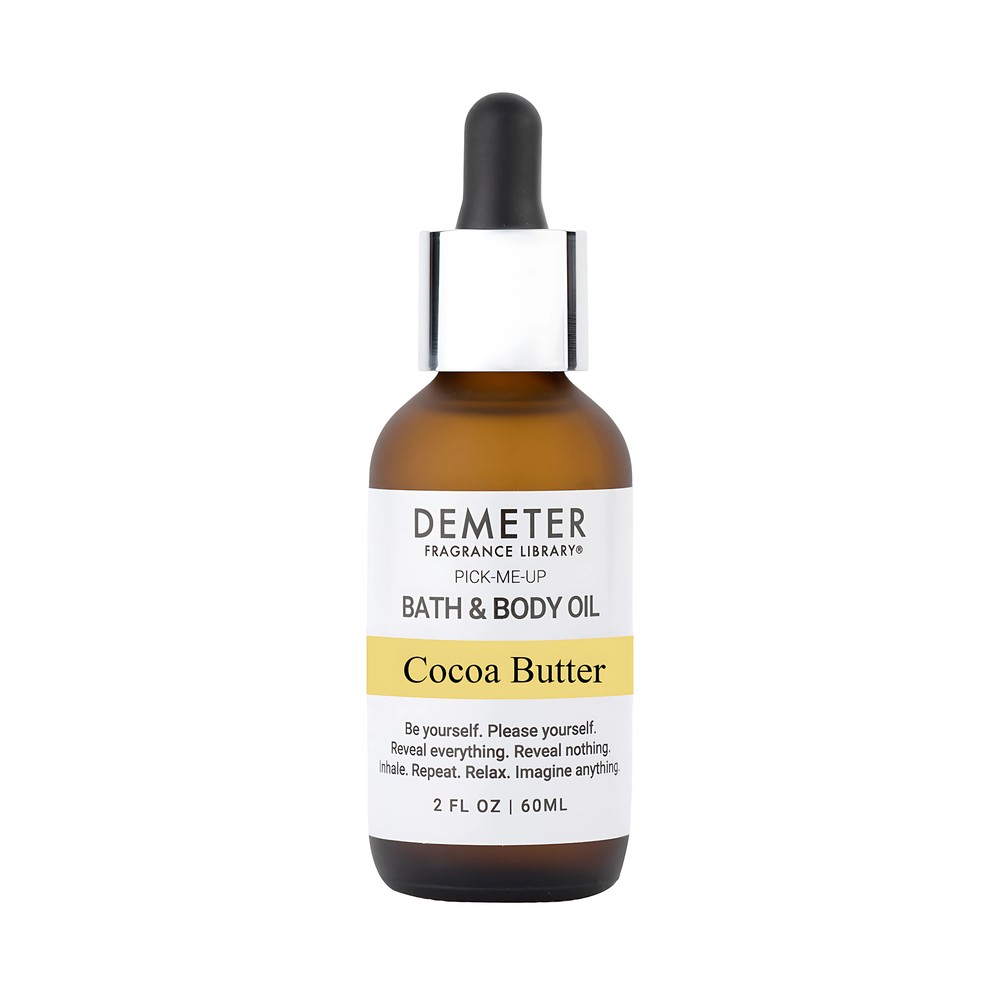 DEMETER
FRAGRANCE LIBRARY®
PICK-ME-UP
BATH & BODY OIL
Cocoa Butter
Be yourself. Please yourself.
Reveal everything. Reveal nothing.
Inhale. Repeat. Relax. Imagine anything.
2 FL OZ | 60ML